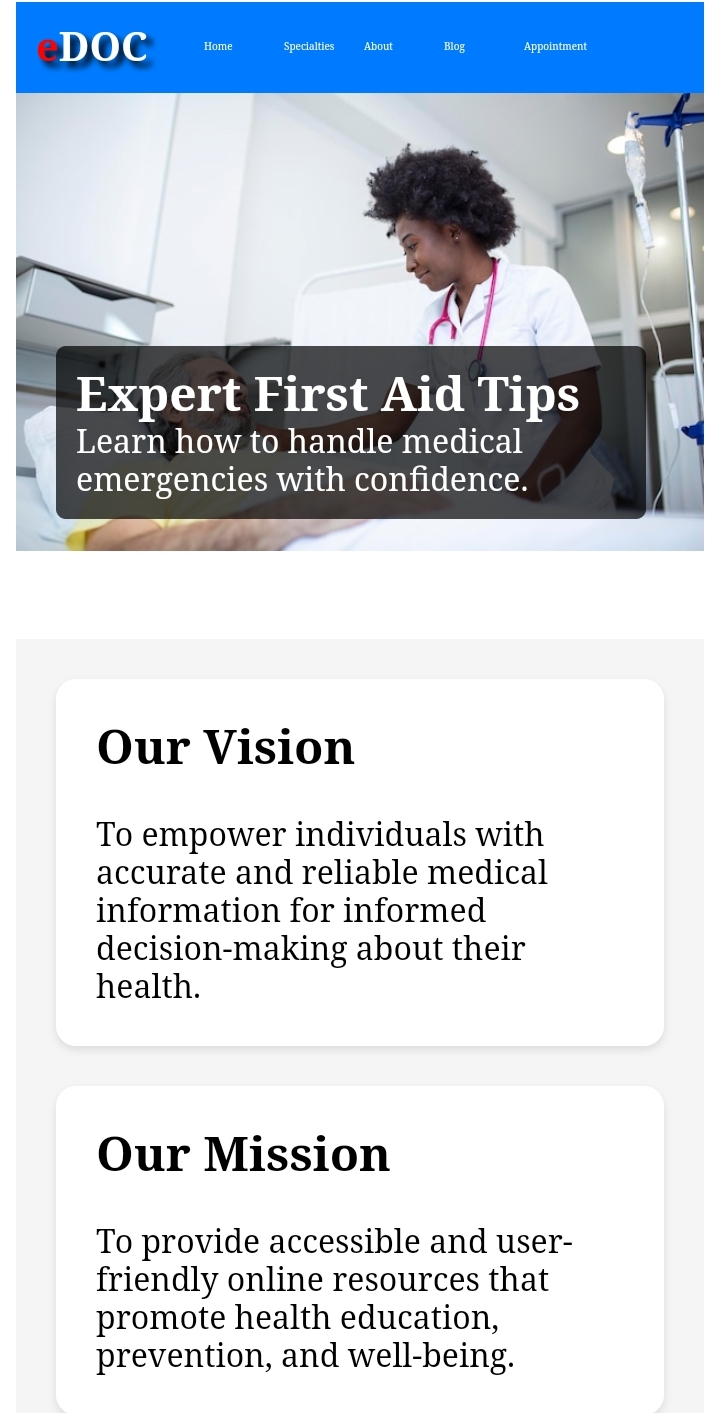 eDOC
Home Specialties About Blog Appointment
Expert First Aid Tips
Learn how to handle medical
emergencies with confidence.
Our Vision
To empower individuals with
accurate and reliable medical
information for informed
decision-making about their
health.
Our Mission
To provide accessible and user-
friendly online resources that
promote health education,
prevention, and well-being.